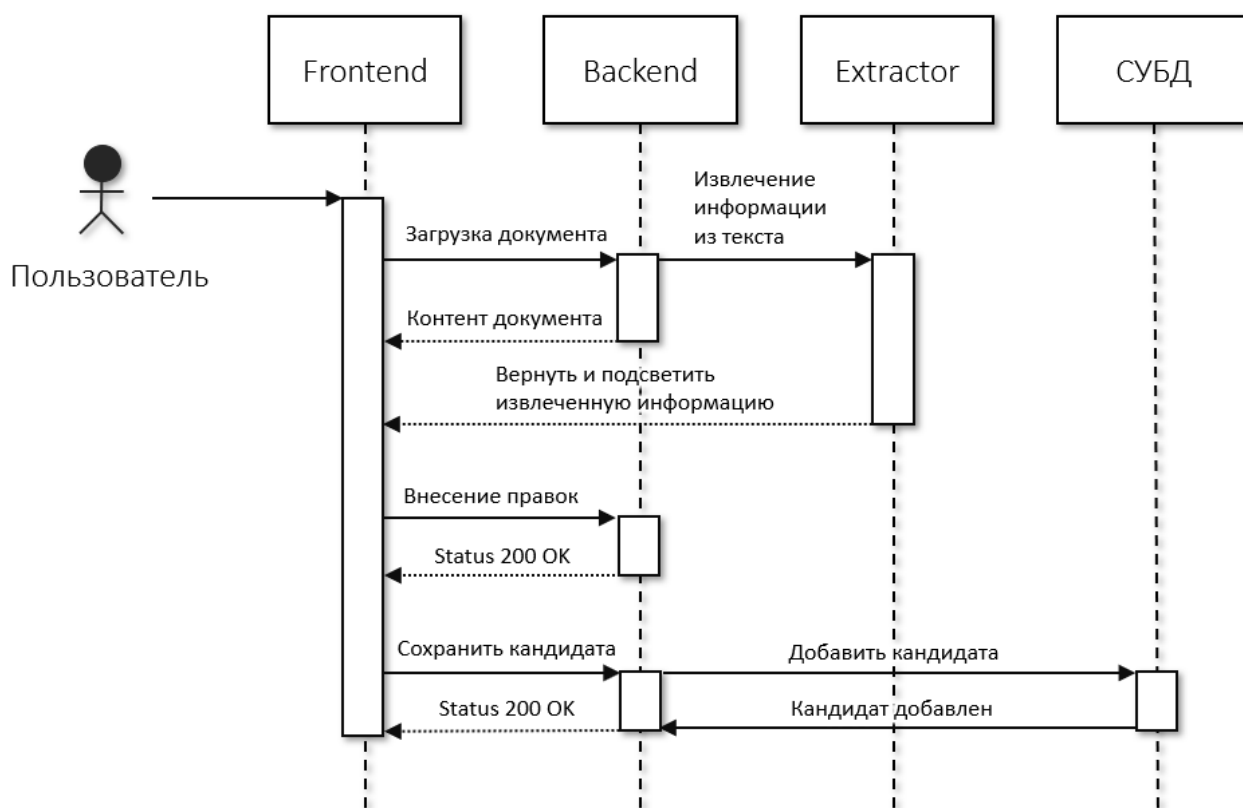 Frontend
Backend
Extractor
СУБД
Пользователь
Извлечение
информации
из текста
Загрузка документа
Контент документа
Вернуть и подсветить
извлеченную информацию
Внесение правок
Status 200 OK
Сохранить кандидата
Добавить кандидата
Status 200 OK
Кандидат добавлен